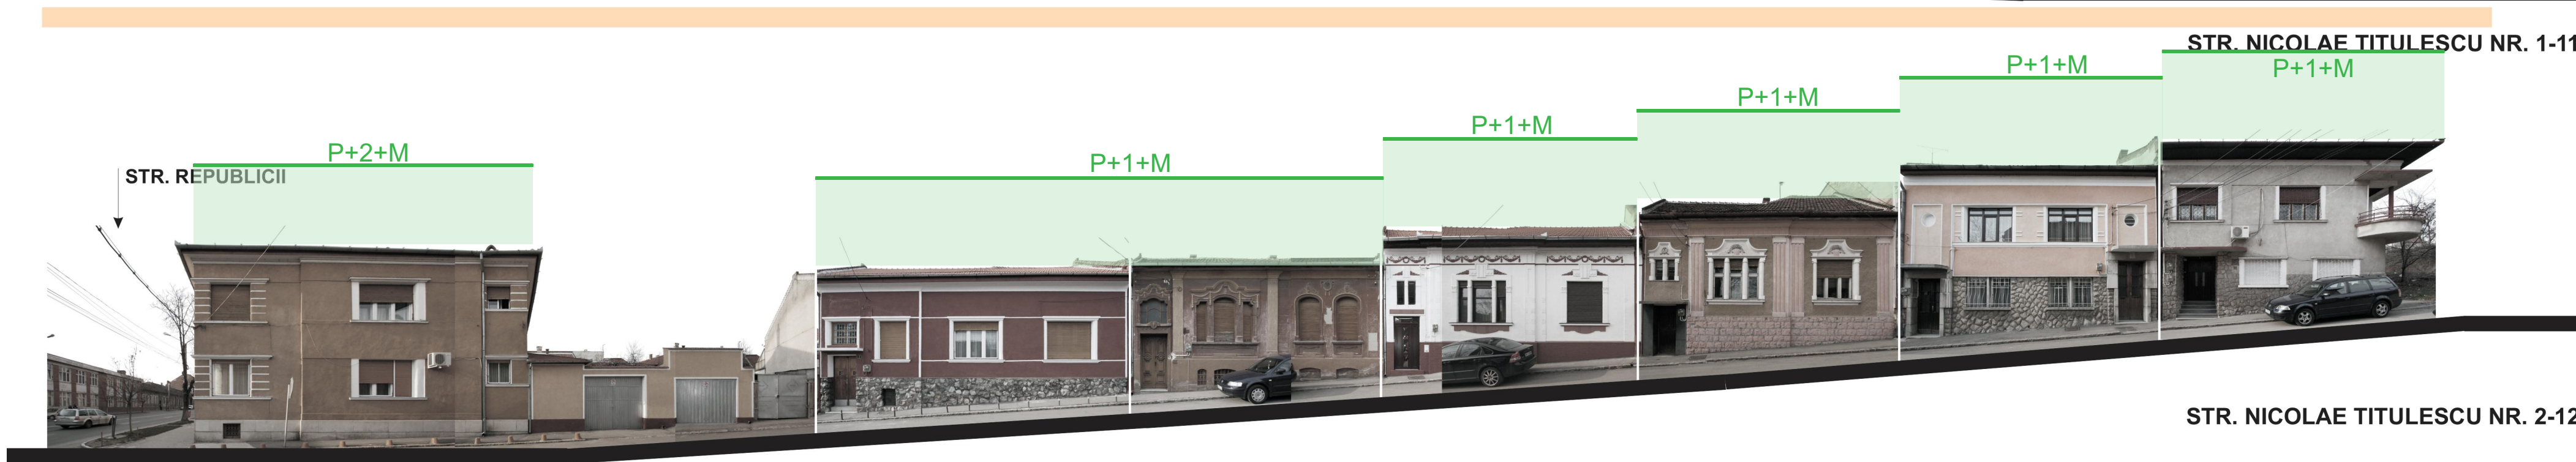 STR. NICOLAE TITULESCU NR. 1-11
P+1+M
P+1+M
P+1+M
P+1+M
P+2+M
P+1+M
STR. REPUBLICII
STR. NICOLAE TITULESCU NR. 2-12